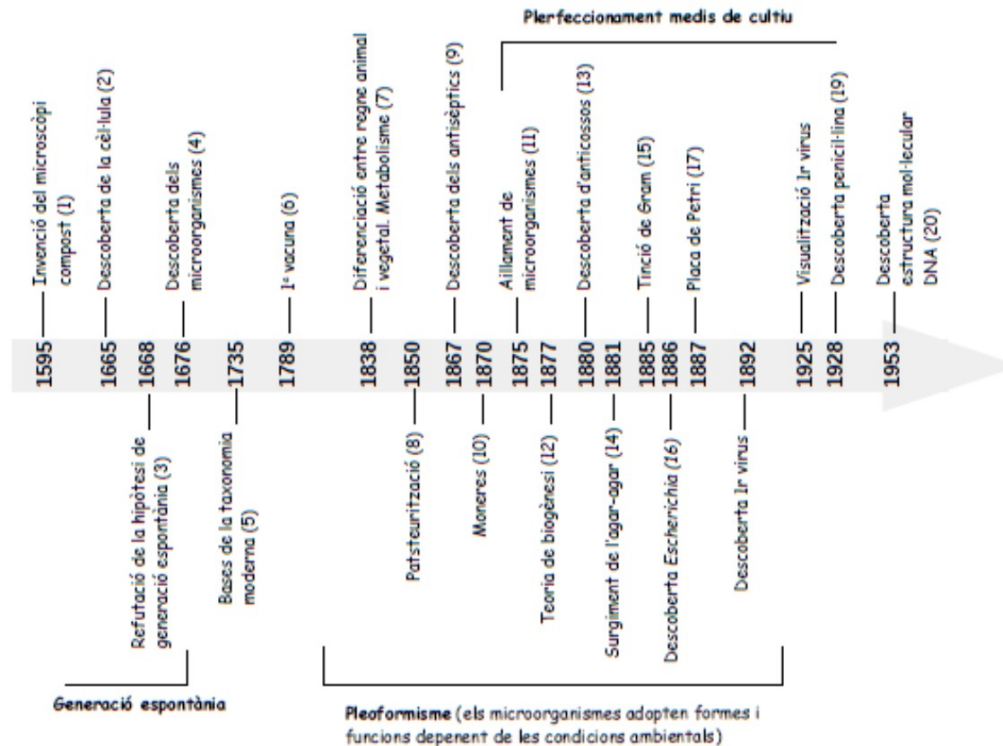 Plerfeccionament medis de cultiu
Invenció del microscòpi
compost (1)
Descoberta de la cèl·lula (2)
Descoberta dels
microorganismes (4)
1ª vacuna (6)
Diferenciació entre regne animal
i vegetal. Metabolisme (7)
Descoberta dels antisèptics (9)
Aïllament de
microorganismes (11)
Descoberta d'anticossos (13)
Tinció de Gram (15)
Placa de Petri (17)
Visualització 1r virus
Descoberta penicil·lina (19)
Descoberta
estructura mol·lecular
DNA (20)
1595
1665
1668
1676
1735
1789
1838
1850
1867
1870
1875
1877
1880
1881
1885
1886
1887
1892
1925
1928
1953
Refutació de la hipòtesi de
generació espontània (3)
Bases de la taxonomia
moderna (5)
Patsteurització (8)
Moneres (10)
Teoria de biogènesi (12)
Surgiment de l'agar-agar (14)
Descoberta Escherichia (16)
Descoberta 1r virus
Generació espontània
Pleoformisme (els microorganismes adopten formes i
funcions depenent de les condicions ambientals)